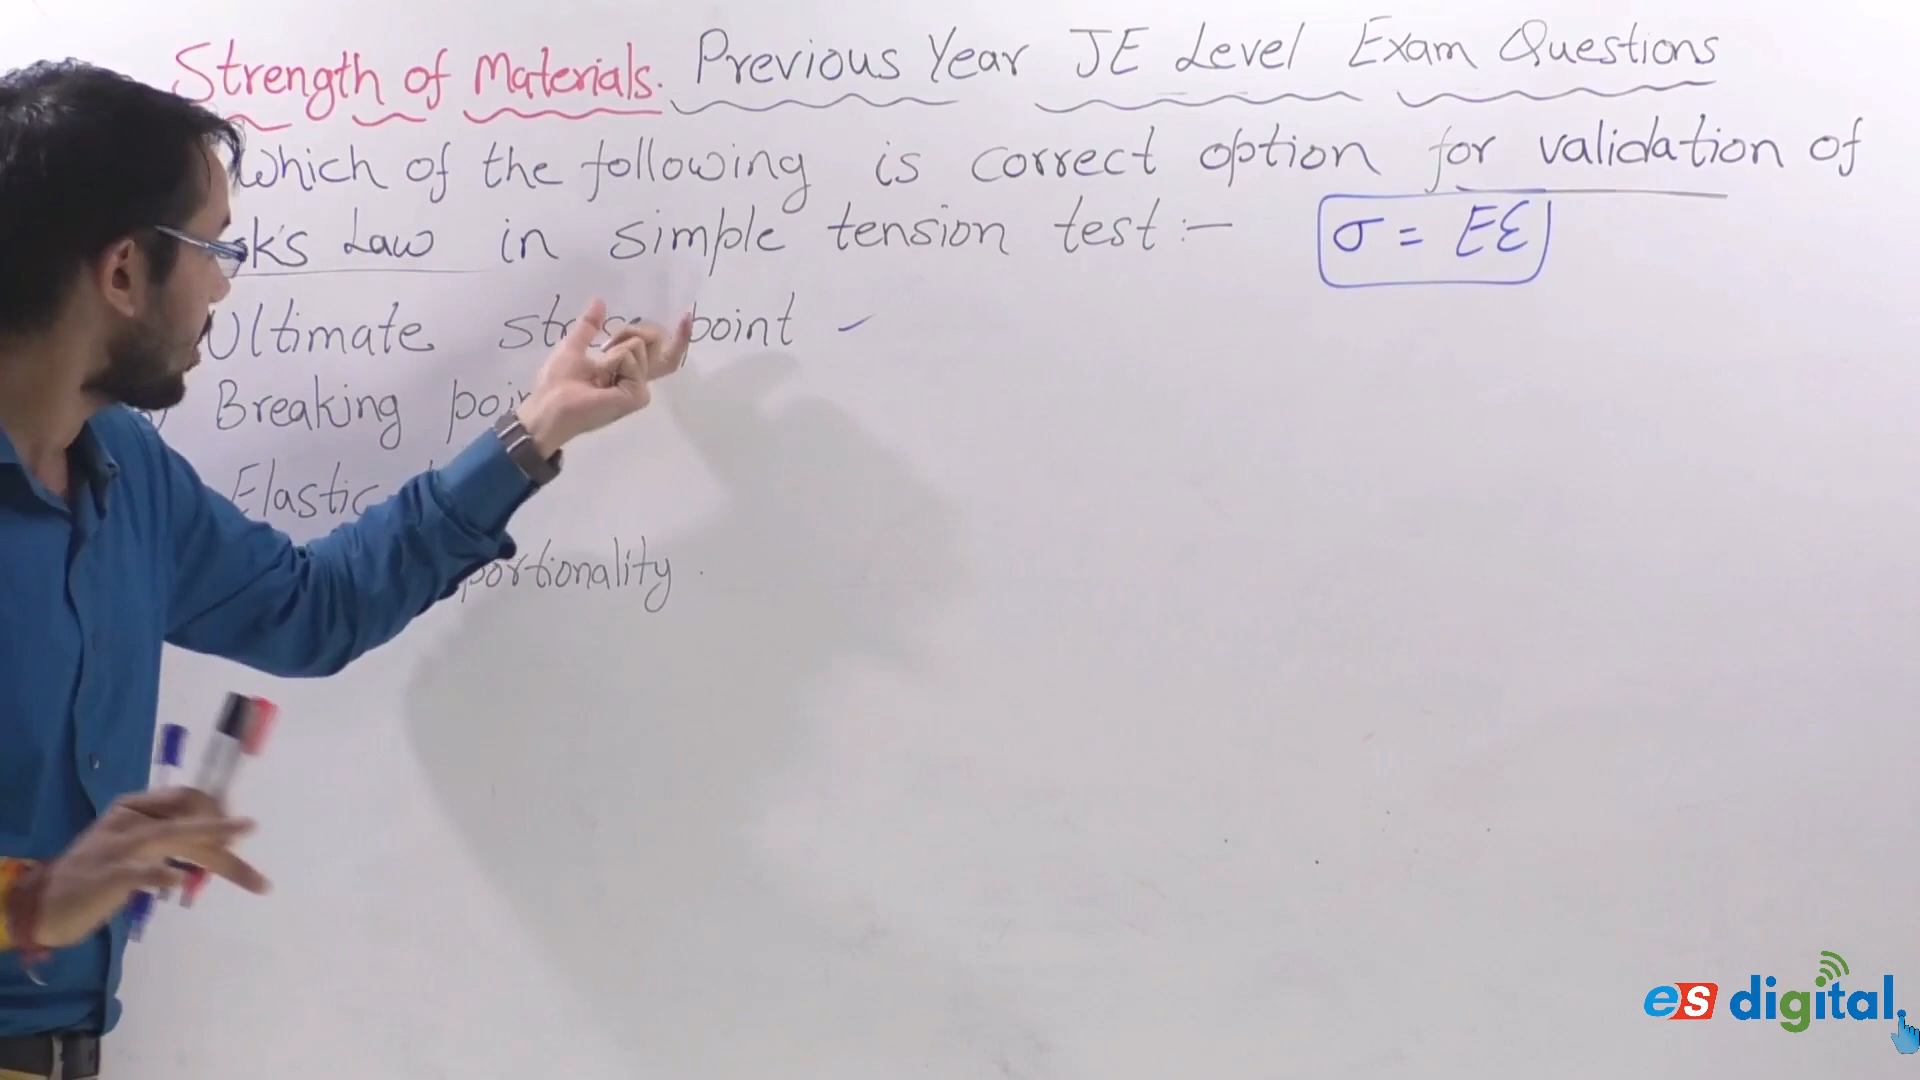 Strength of Materials. Previous Year JE Level Exam Questions
Which of the following is correct option for validation of
k's Law in simple tension test :- σ = Eε
Ultimate point
Breaking
Elastic
portionality.
es digital.